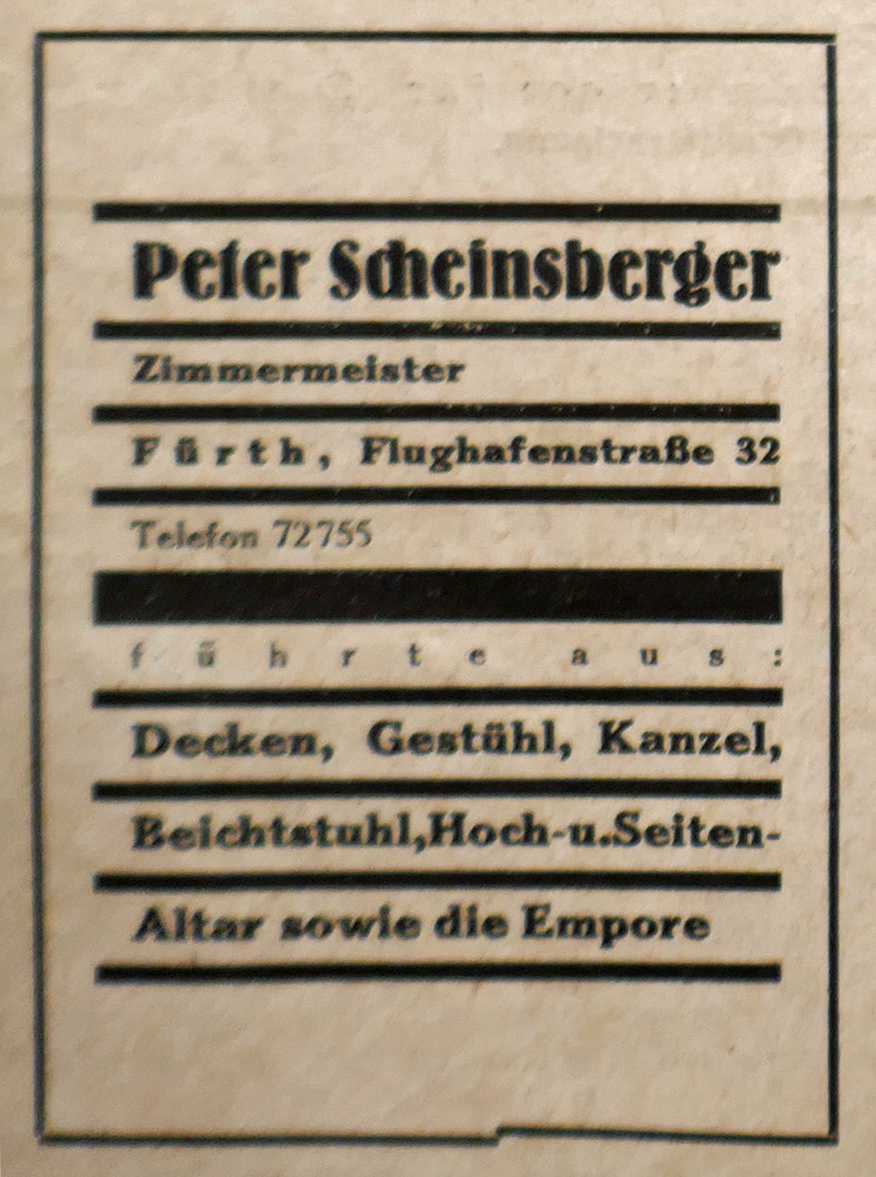 Peter Scheinsberger
Zimmermeister
Fürth, Flughafenstraße 32
Telefon 72755
führte aus:
Decken, Gestühl, Kanzel,
Beichtstuhl,Hoch-u.Seiten-
Altar sowie die Empore